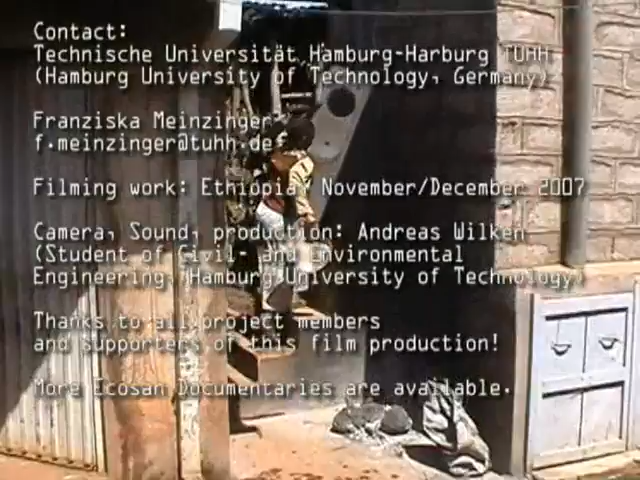 Contact:
Technische Universität Hamburg-Harburg TUHH
(Hamburg University of Technology, Germany)
Franziska Meinzinger
f.meinzinger@tuhh.de
Filming work: Ethiopia, November/December 2007
Camera, Sound, production: Andreas Wilken
(Student of Civil- and Environmental
Engineering, Hamburg University of Technology)
Thanks to all project members
and supporters of this film production!
More Ecosan Documentaries are available.